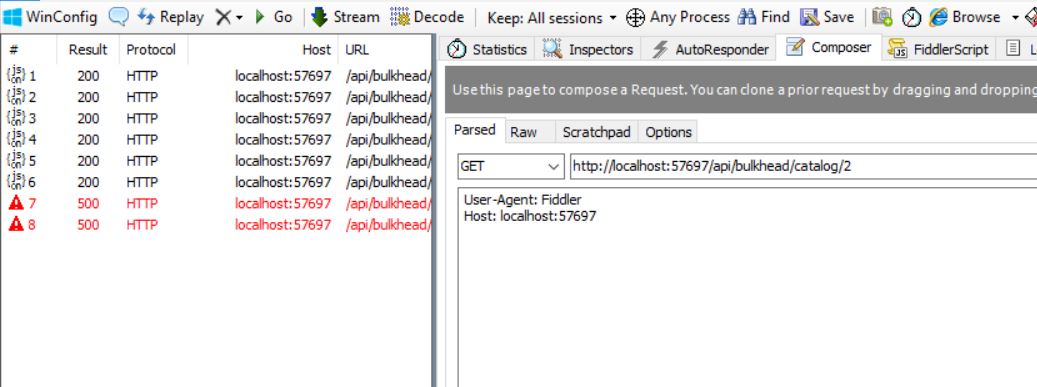 WinConfig Replay Go Stream Decode Keep: All sessions Any Process Find Save Browse
# Result Protocol Host URL
1 200 HTTP localhost:57697 /api/bulkhead/
2 200 HTTP localhost:57697 /api/bulkhead/
3 200 HTTP localhost:57697 /api/bulkhead/
4 200 HTTP localhost:57697 /api/bulkhead/
5 200 HTTP localhost:57697 /api/bulkhead/
6 200 HTTP localhost:57697 /api/bulkhead/
7 500 HTTP localhost:57697 /api/bulkhead/
8 500 HTTP localhost:57697 /api/bulkhead/
Statistics Inspectors AutoResponder Composer FiddlerScript L
Use this page to compose a Request. You can clone a prior request by dragging and dropping
Parsed Raw Scratchpad Options
GET http://localhost:57697/api/bulkhead/catalog/2
User-Agent: Fiddler
Host: localhost:57697